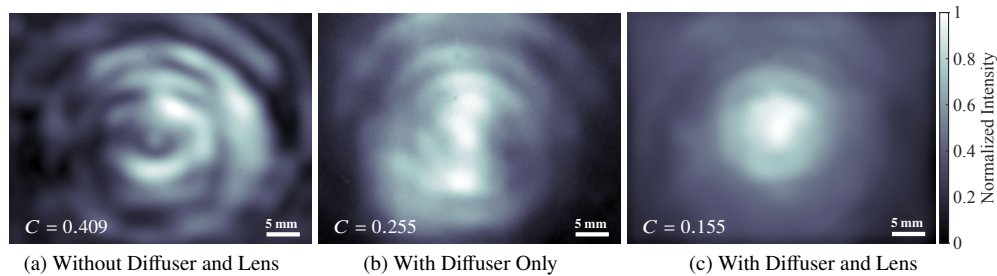 C = 0.409
5 mm
C = 0.255
5 mm
C = 0.155
5 mm
1
0.8
0.6
0.4
0.2
0
Normalized Intensity
(a) Without Diffuser and Lens
(b) With Diffuser Only
(c) With Diffuser and Lens